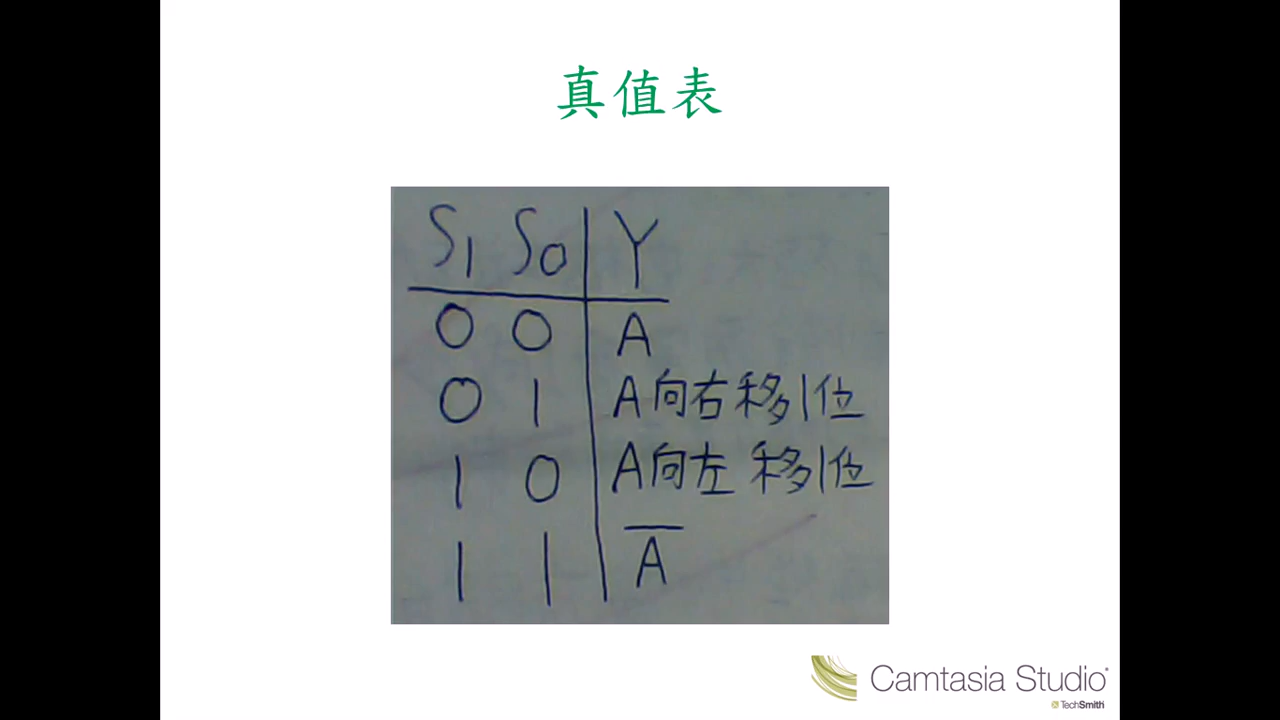 真值表
S1 S0 Y
0 0 A
0 1 A向右移1位
1 0 A向左移1位
1 1 A̅
Camtasia Studio
TechSmith